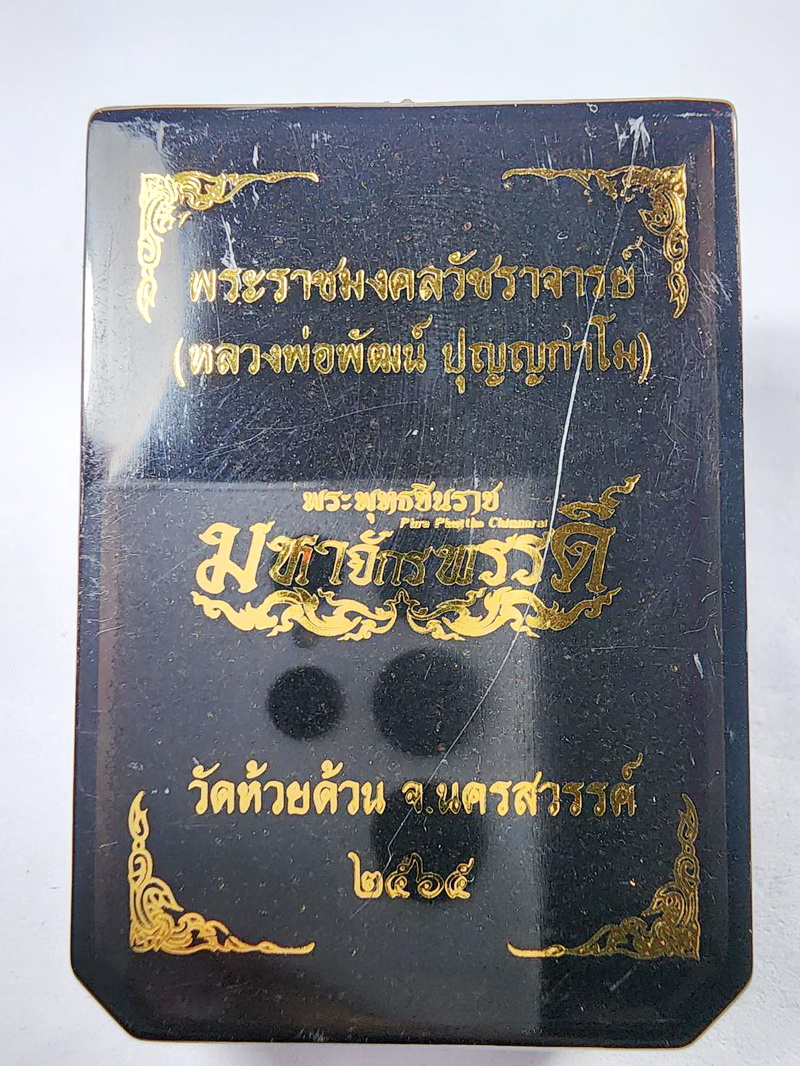 พระราชมงคลวัชราจารย์
(หลวงพ่อพัฒน์ ปุญญกาโม)
พระพุทธชินราช
Phra Phuttha Chinnarat
มหาจักรพรรดิ์
วัดห้วยด้วน จ.นครสวรรค์
๒๕๖๕